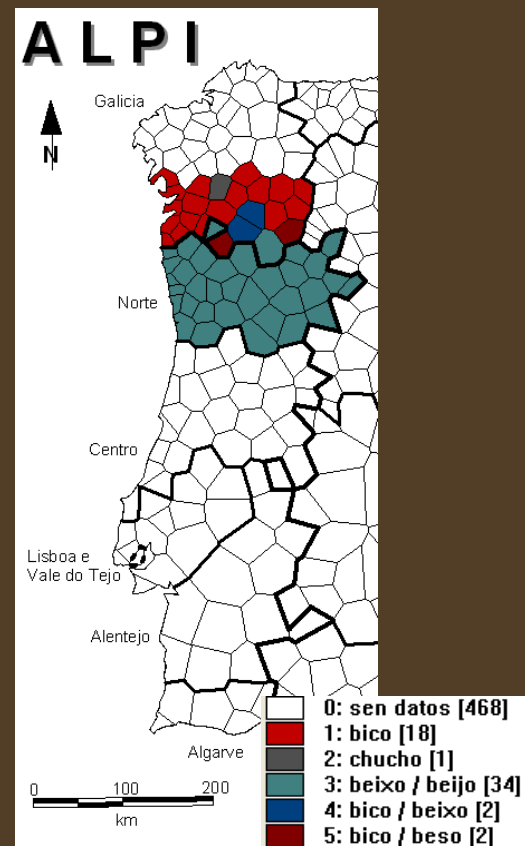 ALPI
Galicia
N
Norte
Centro
Lisboa e
Vale do Tejo
Alentejo
Algarve
0 100 200
km
0: sen datos [468]
1: bico [18]
2: chucho [1]
3: beixo / beijo [34]
4: bico / beixo [2]
5: bico / beso [2]